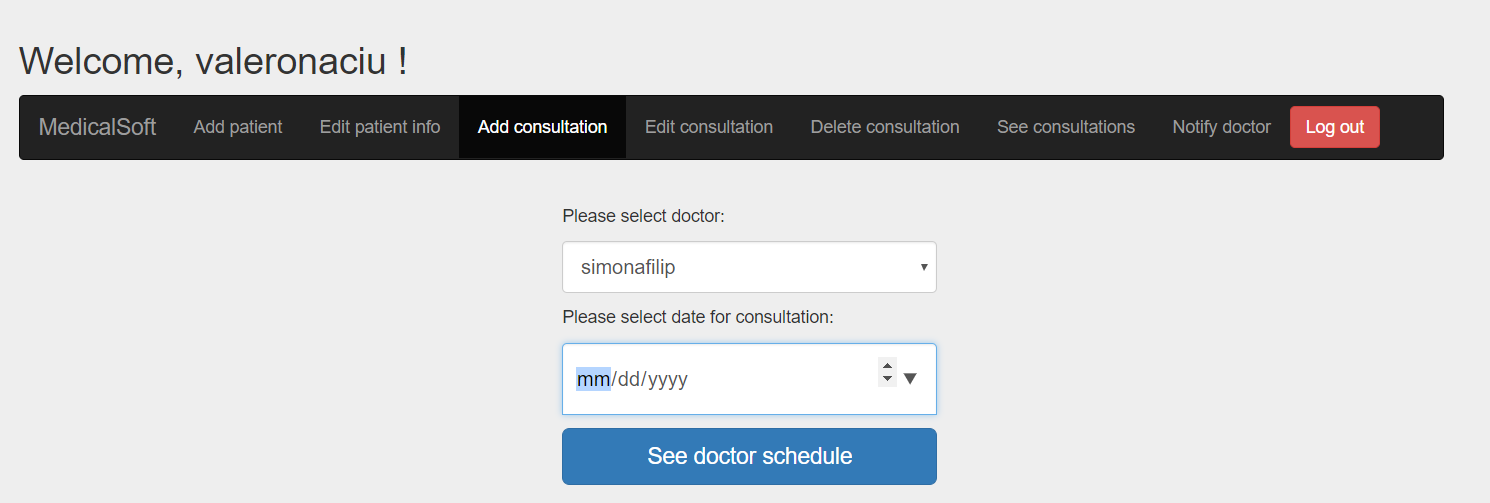 Welcome, valeronaciu !
MedicalSoft Add patient Edit patient info Add consultation Edit consultation Delete consultation See consultations Notify doctor Log out
Please select doctor:
simonafilip
Please select date for consultation:
mm/dd/yyyy
See doctor schedule